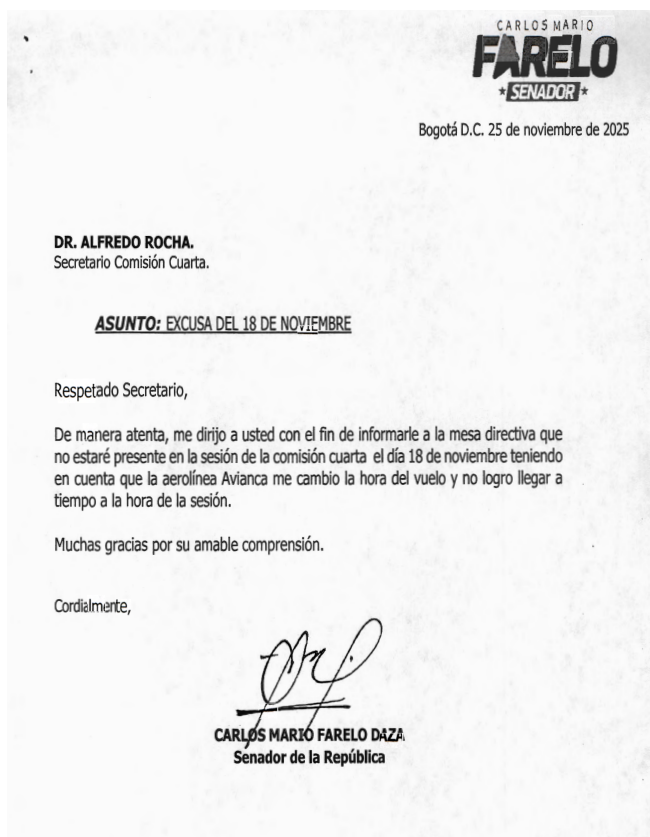 CARLOS MARIO
FARELO
SENADOR
Bogotá D.C. 25 de noviembre de 2025
DR. ALFREDO ROCHA.
Secretario Comisión Cuarta.
ASUNTO: EXCUSA DEL 18 DE NOVIEMBRE
Respetado Secretario,
De manera atenta, me dirijo a usted con el fin de informarle a la mesa directiva que
no estaré presente en la sesión de la comisión cuarta el día 18 de noviembre teniendo
en cuenta que la aerolínea Avianca me cambio la hora del vuelo y no logro llegar a
tiempo a la hora de la sesión.
Muchas gracias por su amable comprensión.
Cordialmente,
CARLOS MARIO FARELO DAZA
Senador de la República